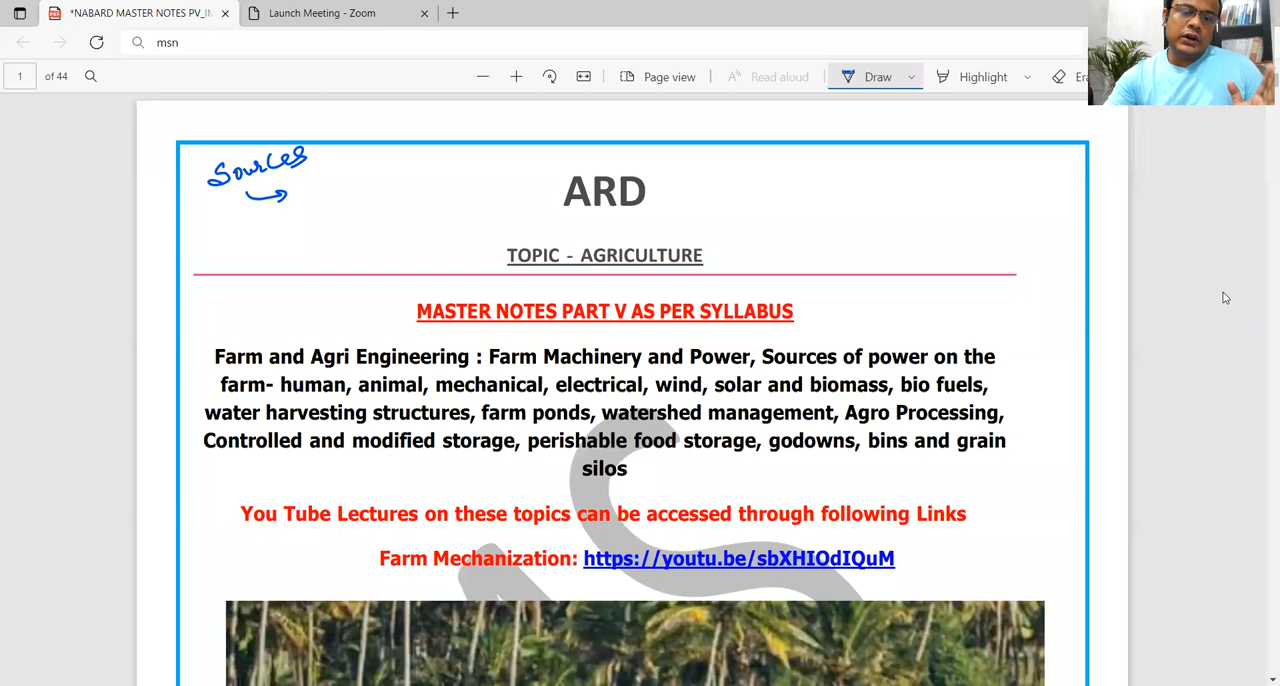 *NABARD MASTER NOTES PV_IN
Launch Meeting - Zoom
msn
1 of 44
Page view
Read aloud
Draw
Highlight
Era
Sources
ARD
TOPIC - AGRICULTURE
MASTER NOTES PART V AS PER SYLLABUS
Farm and Agri Engineering : Farm Machinery and Power, Sources of power on the
farm- human, animal, mechanical, electrical, wind, solar and biomass, bio fuels,
water harvesting structures, farm ponds, watershed management, Agro Processing,
Controlled and modified storage, perishable food storage, godowns, bins and grain
silos
You Tube Lectures on these topics can be accessed through following Links
Farm Mechanization: https://youtu.be/sbXHIOdIQuM